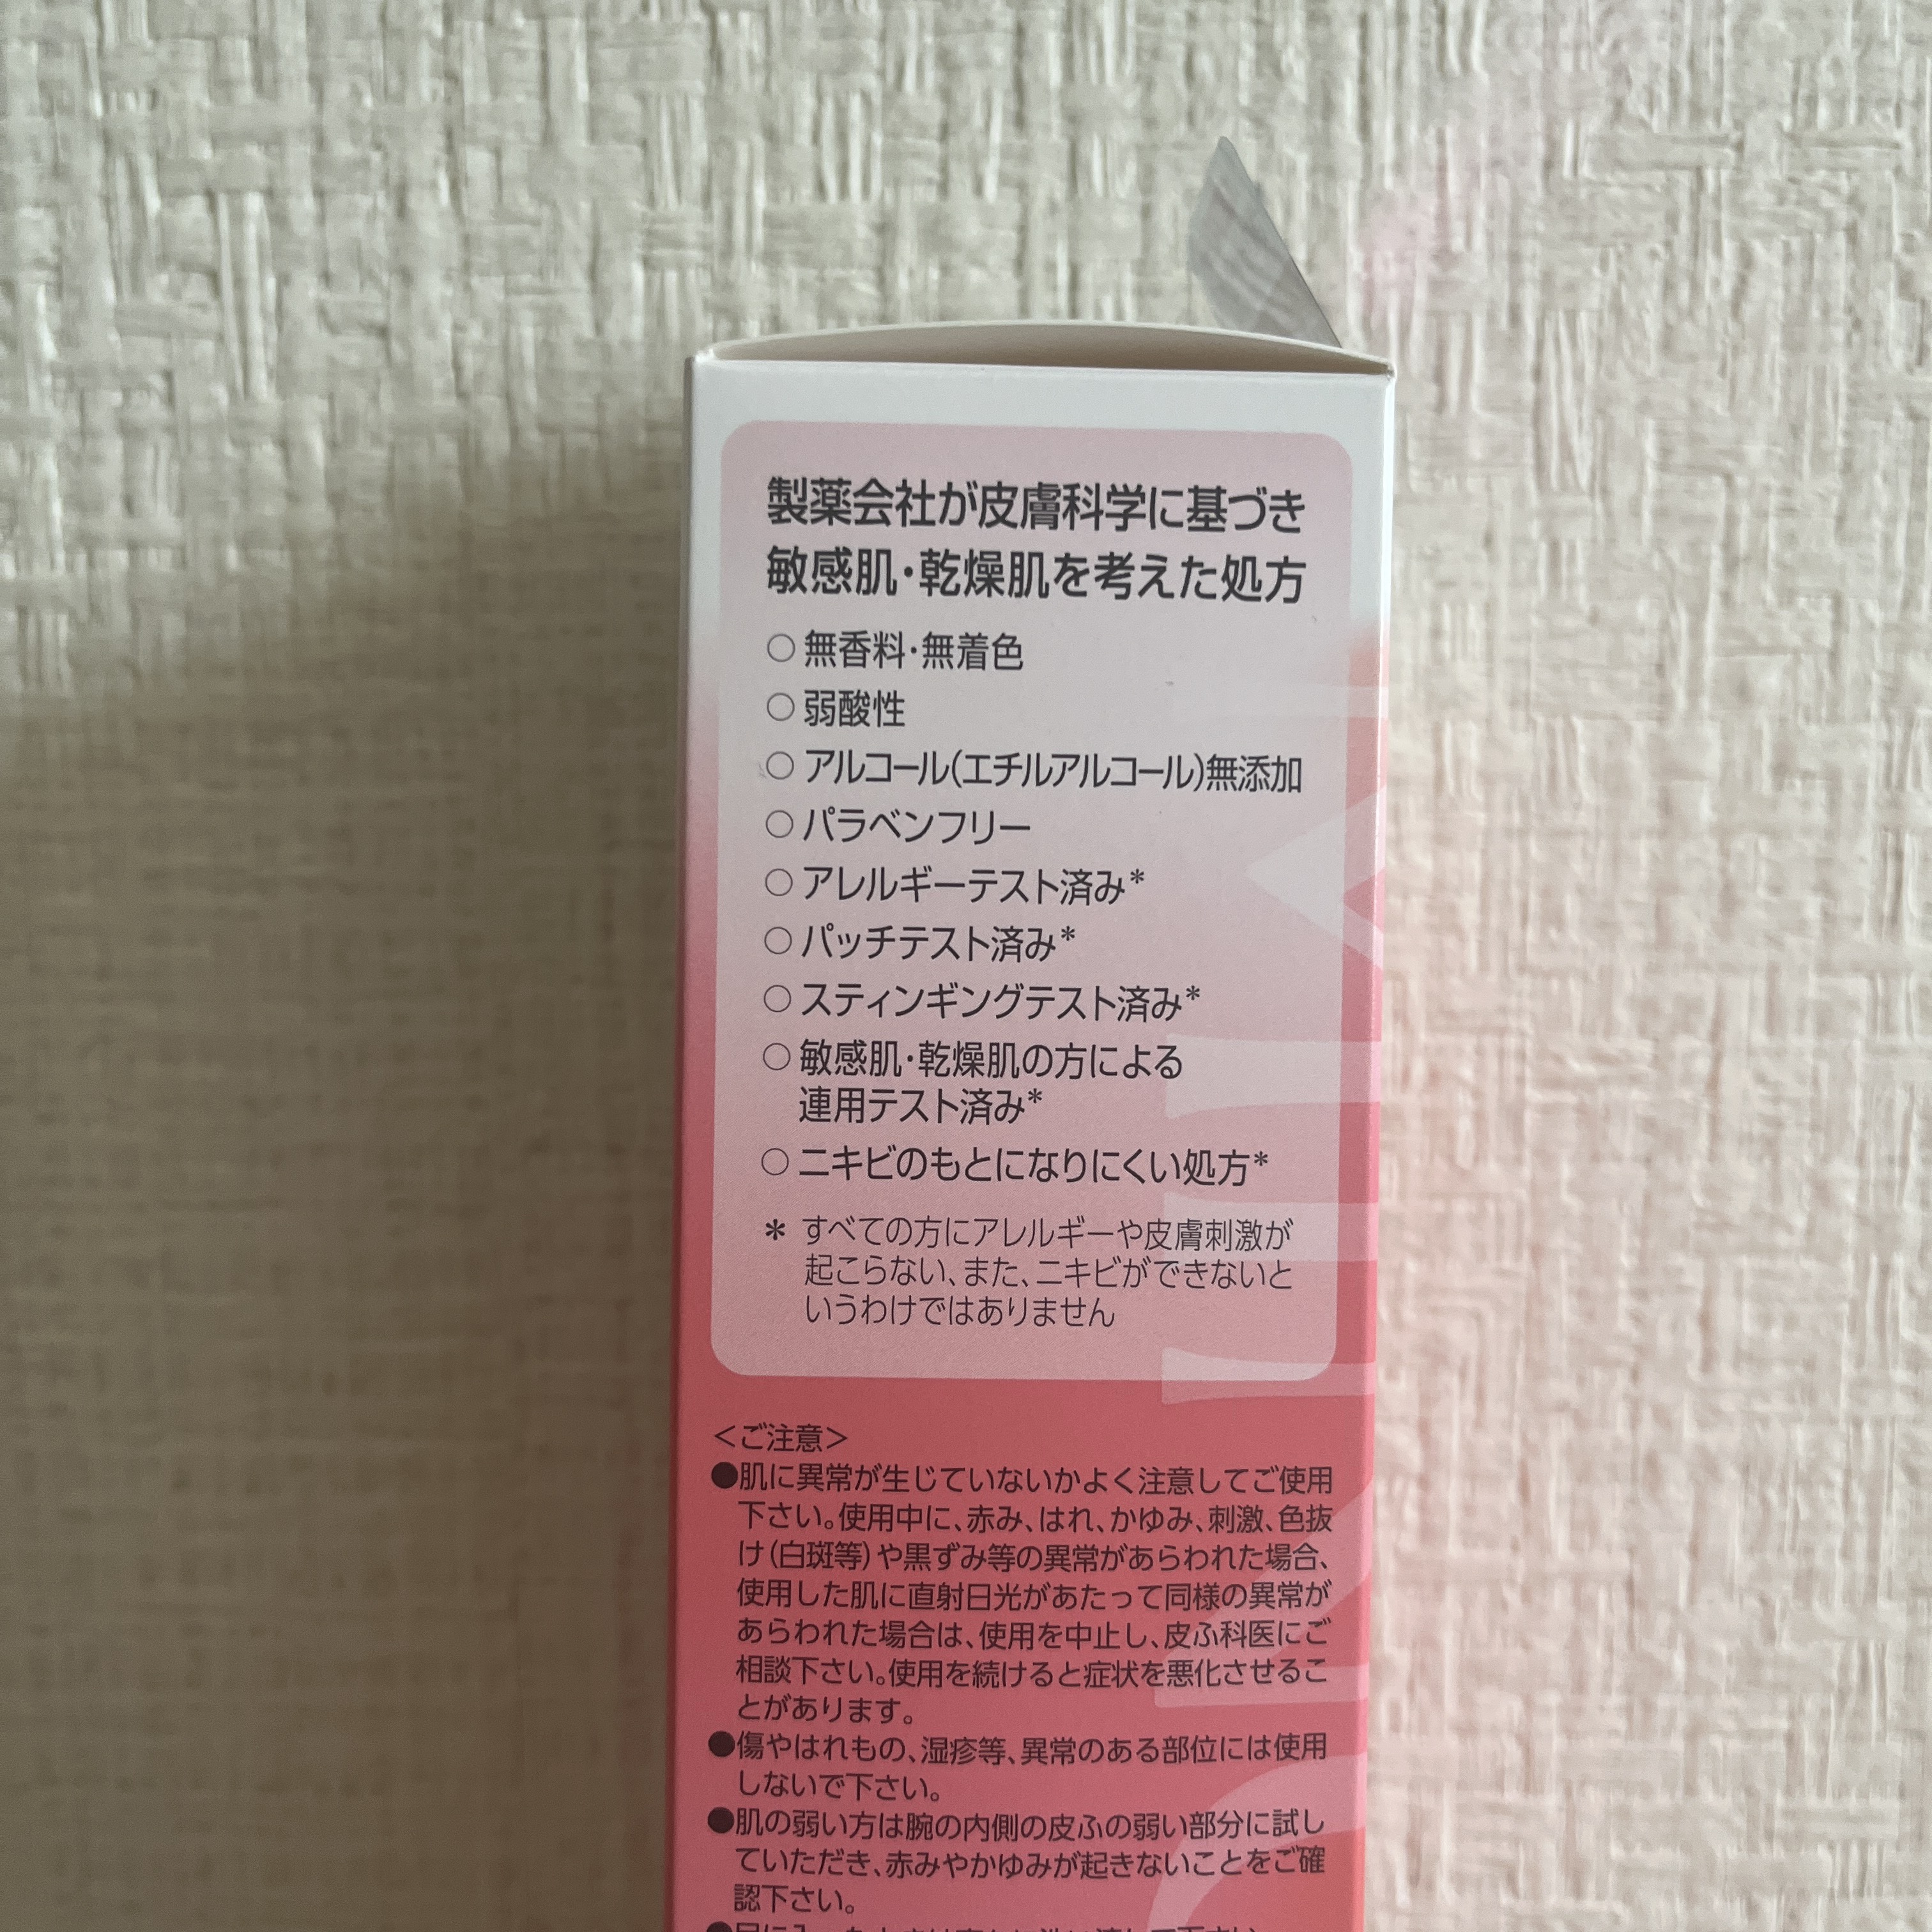 製薬会社が皮膚科学に基づき
敏感肌・乾燥肌を考えた処方
○ 無香料・無着色
○ 弱酸性
○ アルコール(エチルアルコール)無添加
○ パラベンフリー
○ アレルギーテスト済み*
○ パッチテスト済み*
○ スティンギングテスト済み*
○ 敏感肌・乾燥肌の方による
連用テスト済み*
○ ニキビのもとになりにくい処方*
* すべての方にアレルギーや皮膚刺激が
起こらない、また、ニキビができないと
いうわけではありません
<ご注意>
●肌に異常が生じていないかよく注意してご使用
下さい。使用中に、赤み、はれ、かゆみ、刺激、色抜
け(白斑等)や黒ずみ等の異常があらわれた場合、
使用した肌に直射日光があたって同様の異常が
あらわれた場合は、使用を中止し、皮ふ科医にご
相談下さい。使用を続けると症状を悪化させるこ
とがあります。
●傷やはれもの、湿疹等、異常のある部位には使用
しないで下さい。
●肌の弱い方は腕の内側の皮ふの弱い部分に試し
ていただき、赤みやかゆみが起きないことをご確
認下さい。